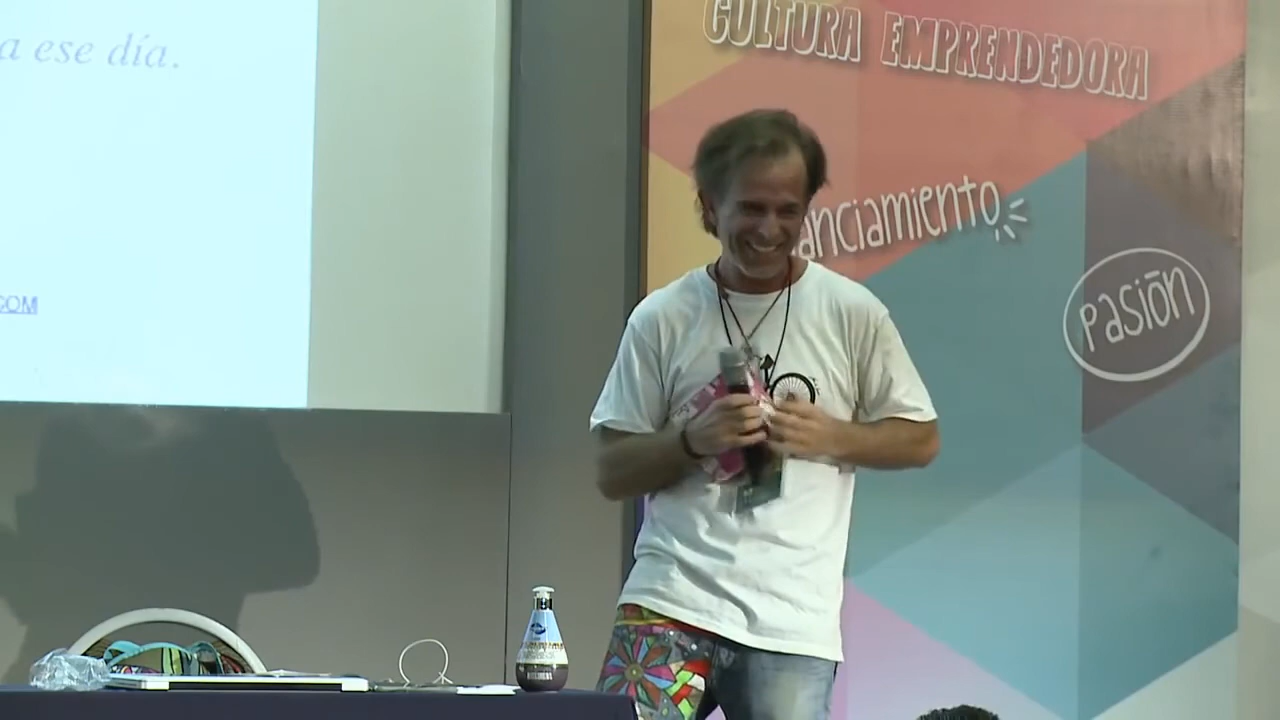 a ese día.
COM
CULTURA EMPRENDEDORA
anciamiento
pasión